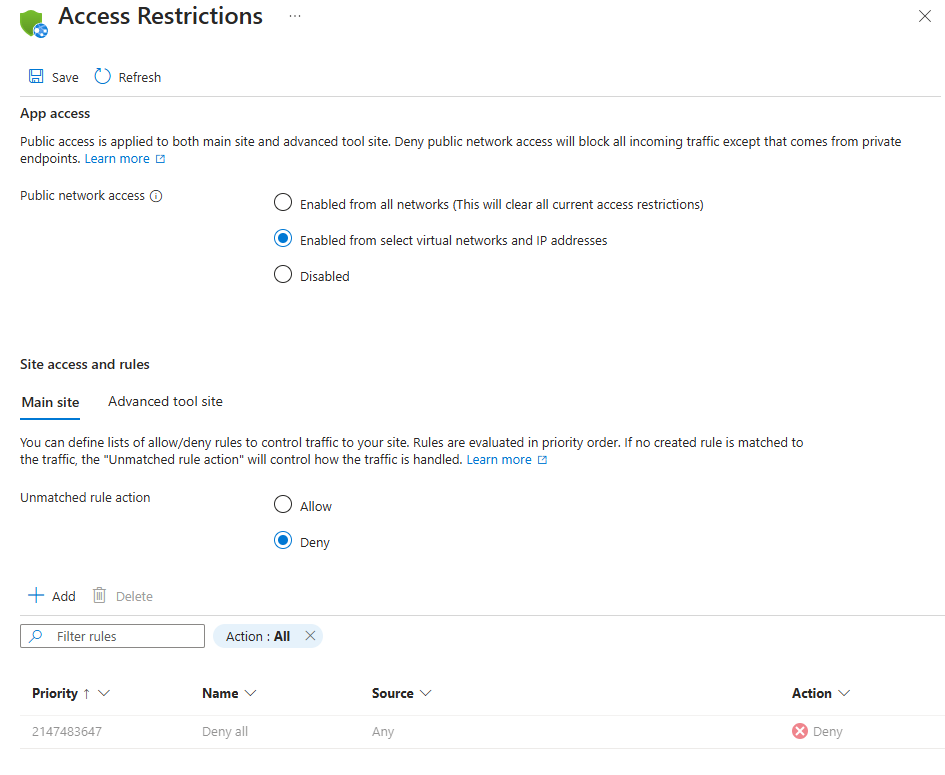 Access Restrictions ...
Save Refresh
App access
Public access is applied to both main site and advanced tool site. Deny public network access will block all incoming traffic except that comes from private
endpoints. Learn more
Public network access
Enabled from all networks (This will clear all current access restrictions)
Enabled from select virtual networks and IP addresses
Disabled
Site access and rules
Main site Advanced tool site
You can define lists of allow/deny rules to control traffic to your site. Rules are evaluated in priority order. If no created rule is matched to
the traffic, the "Unmatched rule action" will control how the traffic is handled. Learn more
Unmatched rule action
Allow
Deny
Add Delete
Filter rules Action : All
Priority ↑ Name Source Action
2147483647 Deny all Any Deny